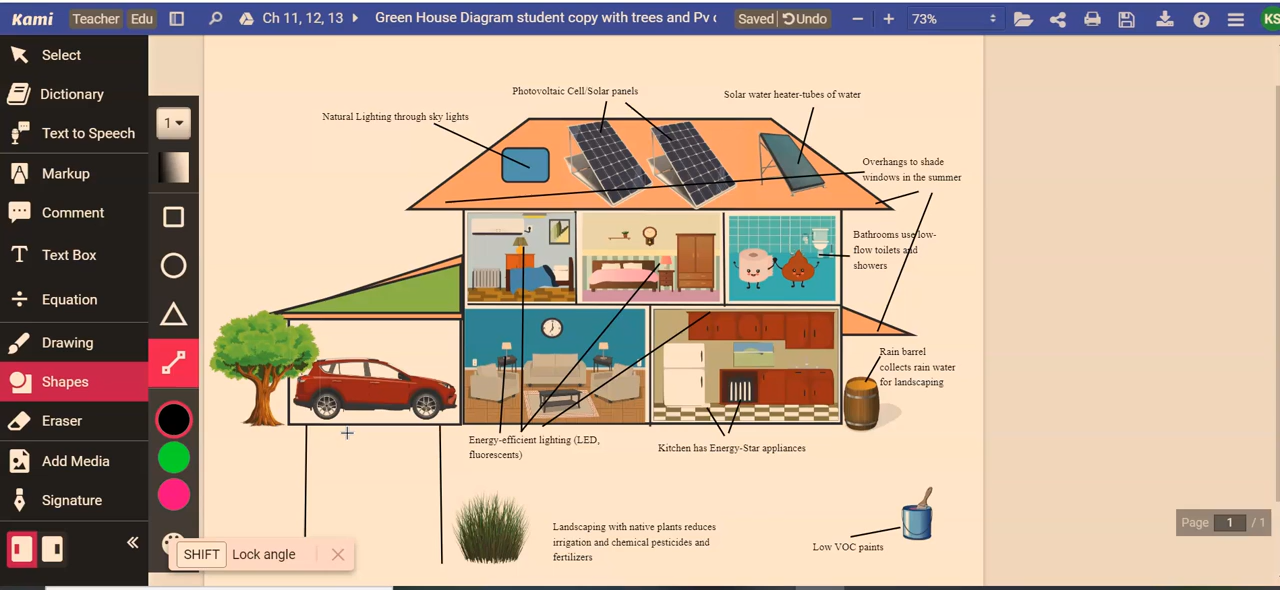 Kami Teacher Edu Ch 11, 12, 13 Green House Diagram student copy with trees and Pv Saved Undo 73% KS
Select
Dictionary
Text to Speech
Markup
Comment
Text Box
Equation
Drawing
Shapes
Eraser
Add Media
Signature
1
SHIFT Lock angle
Photovoltaic Cell/Solar panels
Solar water heater-tubes of water
Natural Lighting through sky lights
Overhangs to shade
windows in the summer
Bathrooms use low-
flow toilets and
showers
Rain barrel
collects rain water
for landscaping
Energy-efficient lighting (LED,
fluorescents)
Kitchen has Energy-Star appliances
Landscaping with native plants reduces
irrigation and chemical pesticides and
fertilizers
Low VOC paints
Page 1 / 1